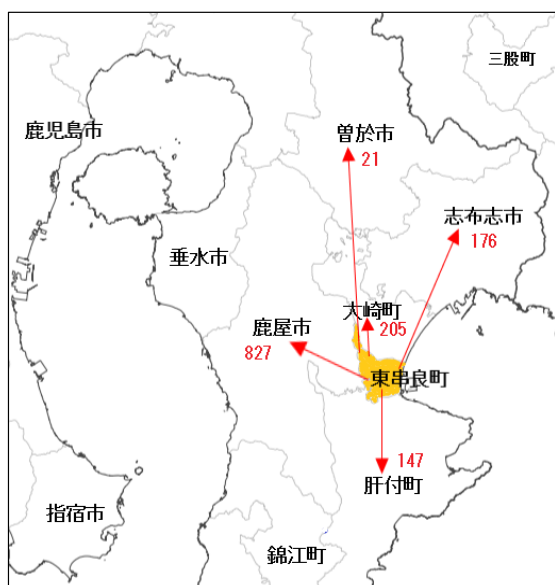 三股町
鹿児島市
曽於市
21
志布志市
176
垂水市
大崎町
205
鹿屋市
827
東串良町
147
肝付町
指宿市
錦江町